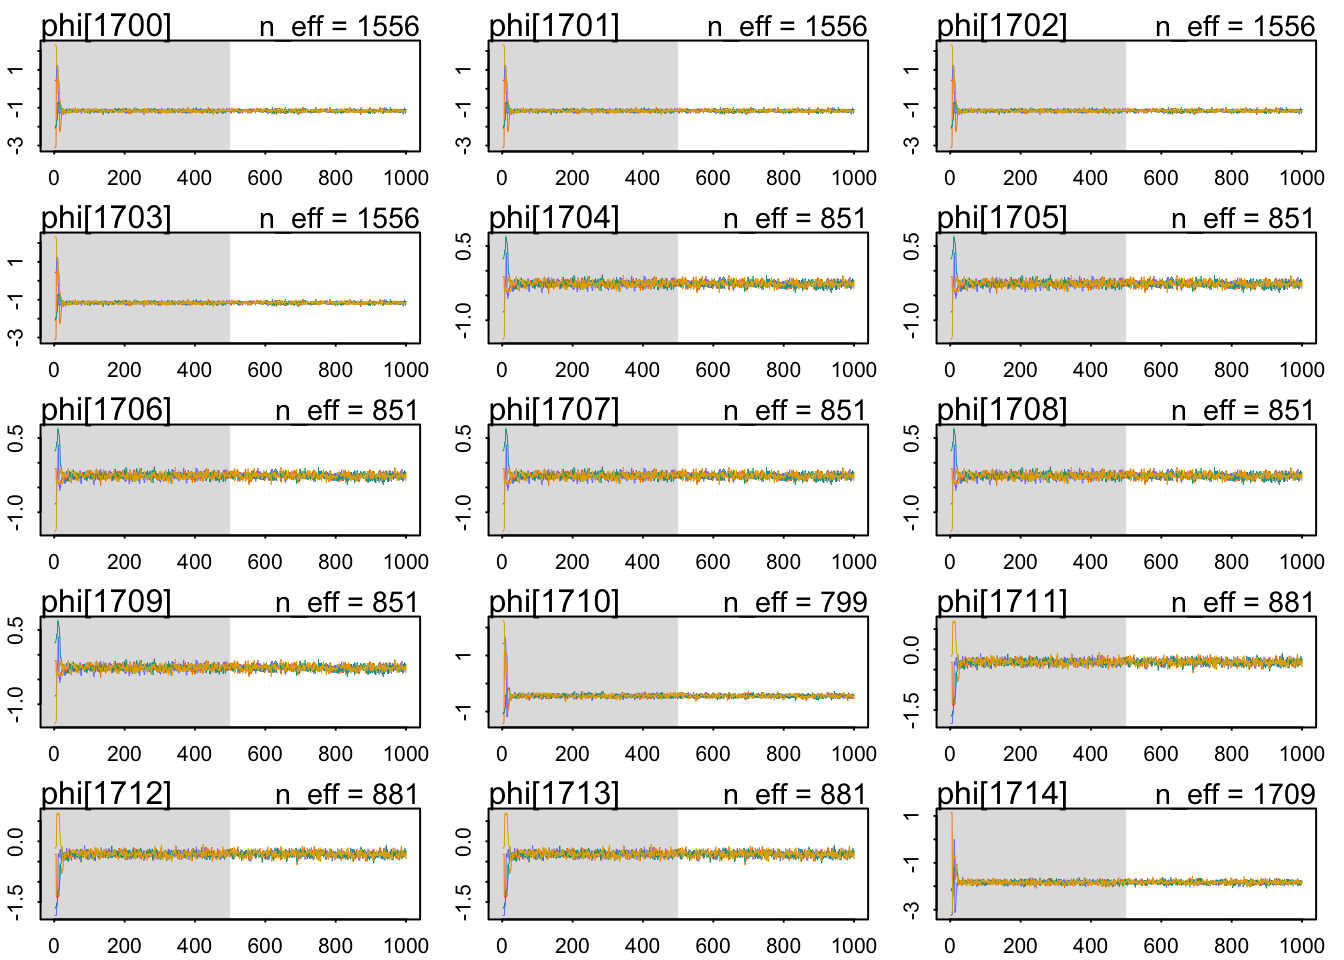 phi[1700] n_eff = 1556 phi[1701] n_eff = 1556 phi[1702] n_eff = 1556
1 1 1
-1 -1 -1
-3 -3 -3
0 200 400 600 800 1000 0 200 400 600 800 1000 0 200 400 600 800 1000
phi[1703] n_eff = 1556 phi[1704] n_eff = 851 phi[1705] n_eff = 851
1 0.5 0.5
-1
-3 -1.0 -1.0
0 200 400 600 800 1000 0 200 400 600 800 1000 0 200 400 600 800 1000
phi[1706] n_eff = 851 phi[1707] n_eff = 851 phi[1708] n_eff = 851
0.5 0.5 0.5
-1.0 -1.0 -1.0
0 200 400 600 800 1000 0 200 400 600 800 1000 0 200 400 600 800 1000
phi[1709] n_eff = 851 phi[1710] n_eff = 799 phi[1711] n_eff = 881
0.5 1 0.0
-1.0 -1 -1.5
0 200 400 600 800 1000 0 200 400 600 800 1000 0 200 400 600 800 1000
phi[1712] n_eff = 881 phi[1713] n_eff = 881 phi[1714] n_eff = 1709
0.0 0.0 1
-1
-1.5 -1.5 -3
0 200 400 600 800 1000 0 200 400 600 800 1000 0 200 400 600 800 1000